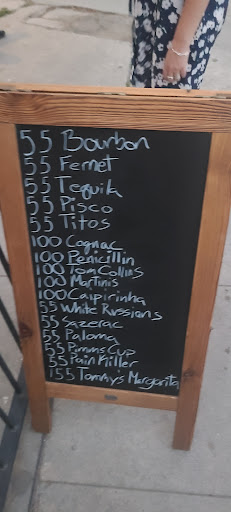 55 Bourbon
55 Fernet
55 Tequila
55 Pisco
55 Titos
100 Cognac
100 Penicillin
100 Tom Collins
100 Martinis
100 Caipirinha
55 White Russians
55 Sazerac
55 Paloma
55 Pimms Cup
55 Pain Killer
155 Tommy's Margarita